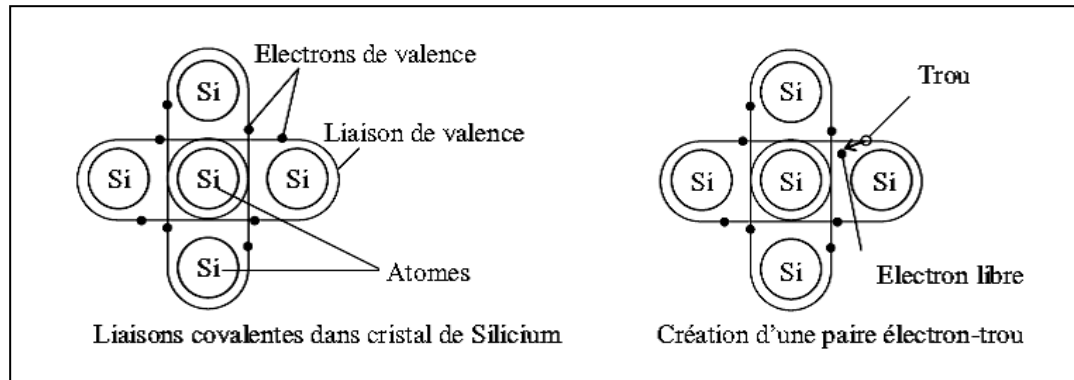 Electrons de valence
Si
Liaison de valence
Si
Si
Si
Si
Atomes
Liaisons covalentes dans cristal de Silicium
Trou
Si
Si
Si
Si
Si
Electron libre
Création d'une paire électron-trou